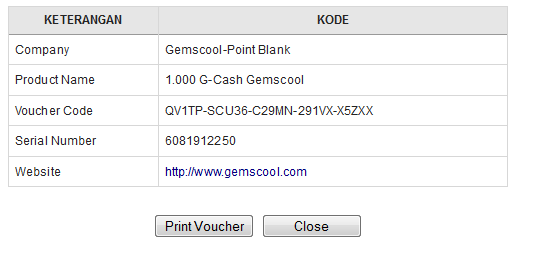 KETERANGAN KODE
Company Gemscool-Point Blank
Product Name 1.000 G-Cash Gemscool
Voucher Code QV1TP-SCU36-C29MN-291VX-X5ZXX
Serial Number 6081912250
Website http://www.gemscool.com
Print Voucher Close